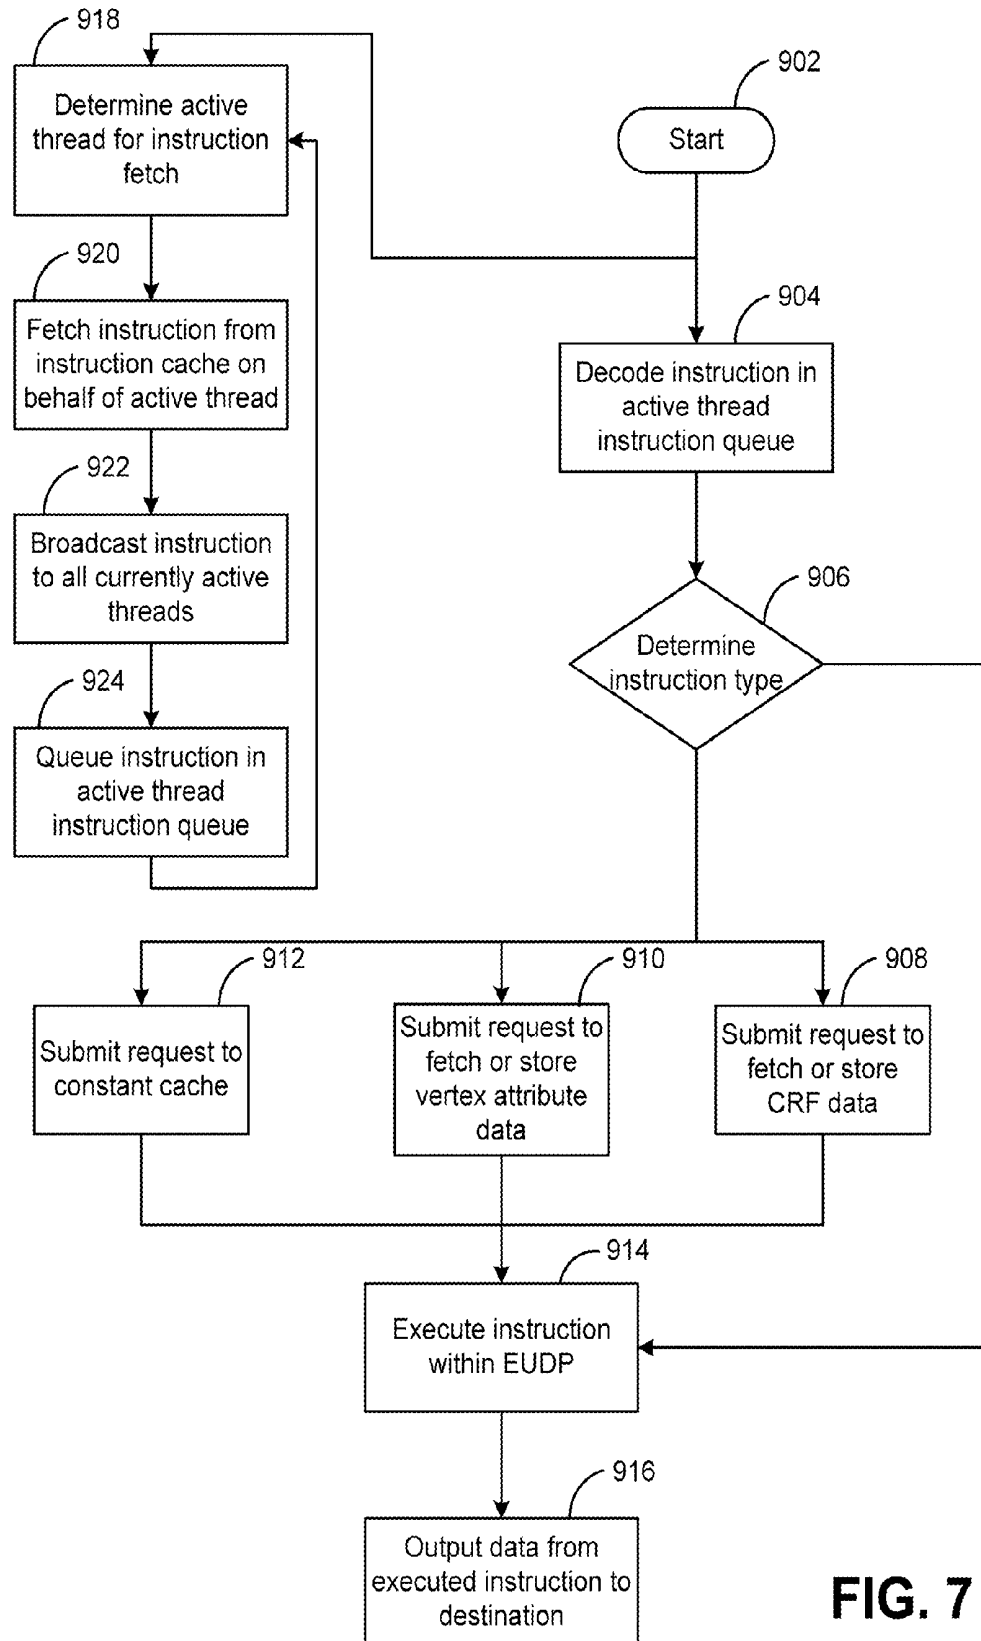 918
Determine active
thread for instruction
fetch
902
Start
920
Fetch instruction from
instruction cache on
behalf of active thread
904
Decode instruction in
active thread
instruction queue
922
Broadcast instruction
to all currently active
threads
906
Determine
instruction type
924
Queue instruction in
active thread
instruction queue
912
Submit request to
constant cache
910
Submit request to
fetch or store
vertex attribute
data
908
Submit request to
fetch or store
CRF data
914
Execute instruction
within EUDP
916
Output data from
executed instruction to
destination
FIG. 7